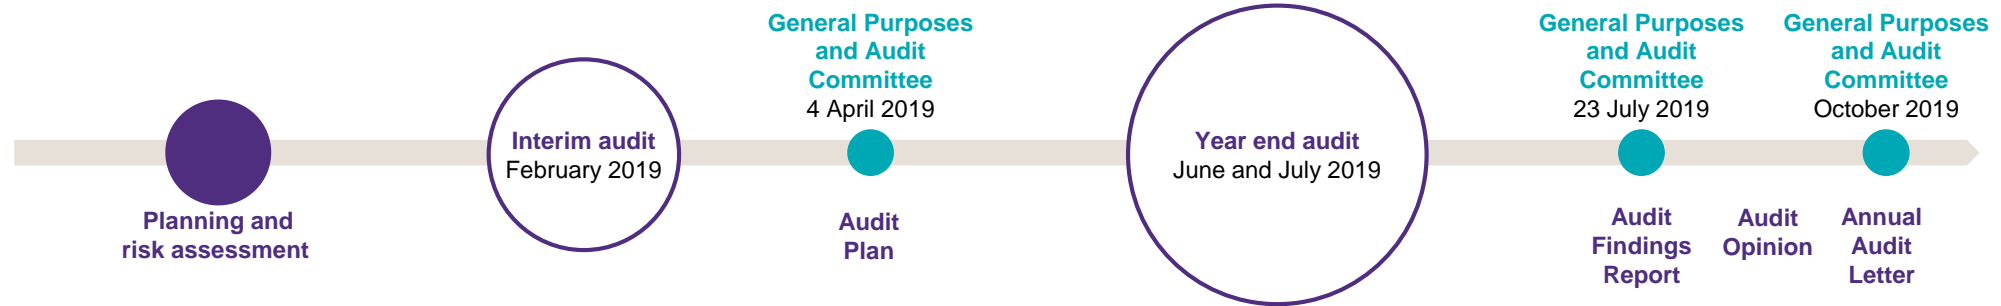 Planning and
risk assessment
Interim audit
February 2019
General Purposes
and Audit
Committee
4 April 2019
Audit
Plan
Year end audit
June and July 2019
General Purposes
and Audit
Committee
23 July 2019
Audit
Findings
Report
Audit
Opinion
General Purposes
and Audit
Committee
October 2019
Annual
Audit
Letter